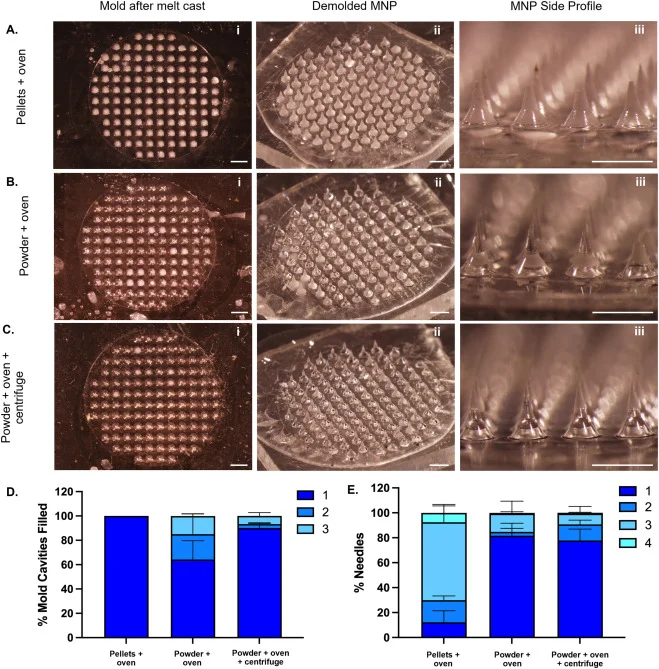 Mold after melt cast
Demolded MNP
MNP Side Profile
A.
Pellets + oven
i
ii
iii
B.
Powder + oven
i
ii
iii
C.
Powder + oven +
centrifuge
i
ii
iii
D.
% Mold Cavities Filled
120
100
80
60
40
20
0
Pellets +
oven
Powder +
oven
Powder + oven
+ centrifuge
1
2
3
E.
% Needles
120
100
80
60
40
20
0
Pellets +
oven
Powder +
oven
Powder + oven
+ centrifuge
1
2
3
4